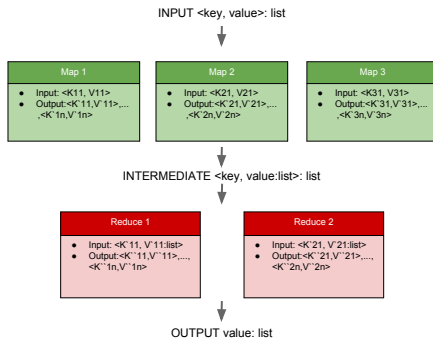 INPUT <key, value>: list
Map 1
● Input: <K11, V11>
● Output:<K`11,V`11>,...
,<K`1n,V`1n>
Map 2
● Input: <K21, V21>
● Output:<K`21,V`21>,...
,<K`2n,V`2n>
Map 3
● Input: <K31, V31>
● Output:<K`31,V`31>,...
,<K`3n,V`3n>
INTERMEDIATE <key, value:list>: list
Reduce 1
● Input: <K`11, V`11:list>
● Output:<K``11,V``11>,...,
<K``1n,V``1n>
Reduce 2
● Input: <K`21, V`21:list>
● Output:<K``21,V``21>,...,
<K``2n,V``2n>
OUTPUT value: list